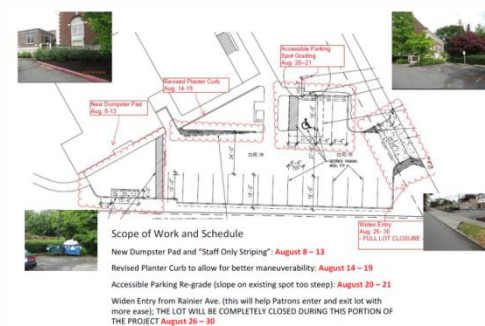 Accessible Parking
Spot Grading
Aug. 20-21
Revised Planter Curb
Aug. 14-19
New Dumpster Pad
Aug. 8-13
Widen Entry
Aug. 26-30
- FULL LOT CLOSURE -
Scope of Work and Schedule
New Dumpster Pad and “Staff Only Striping”: August 8 – 13
Revised Planter Curb to allow for better maneuverability: August 14 – 19
Accessible Parking Re-grade (slope on existing spot too steep): August 20 – 21
Widen Entry from Rainier Ave. (this will help Patrons enter and exit lot with
more ease); THE LOT WILL BE COMPLETELY CLOSED DURING THIS PORTION OF
THE PROJECT August 26 – 30